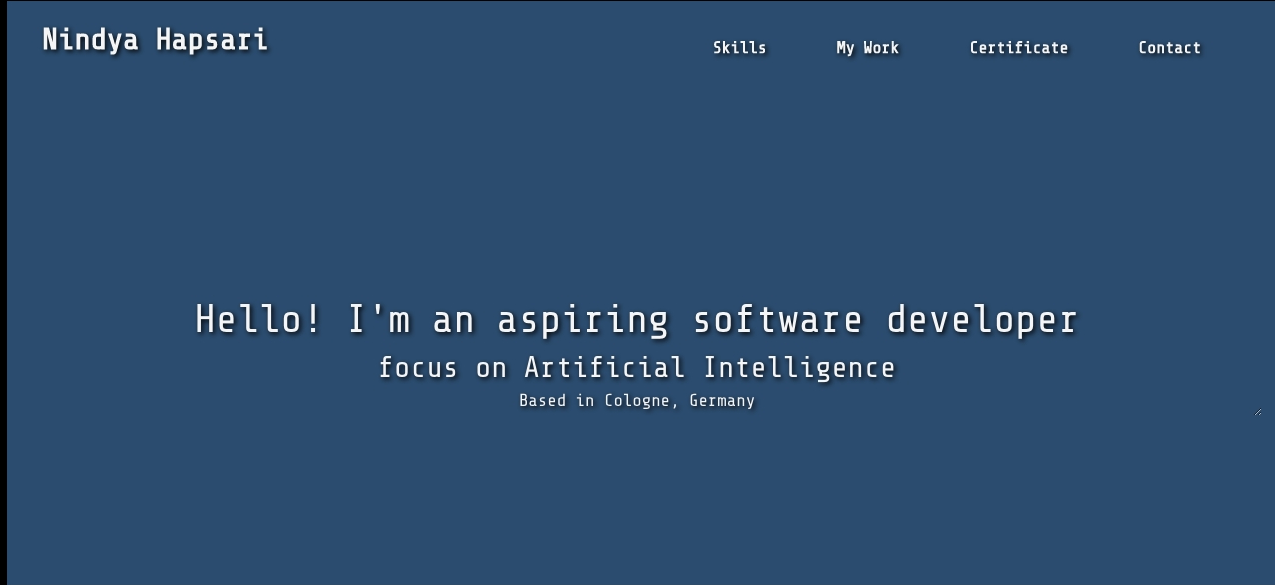 Nindya Hapsari
Skills My Work Certificate Contact
Hello! I'm an aspiring software developer
focus on Artificial Intelligence
Based in Cologne, Germany